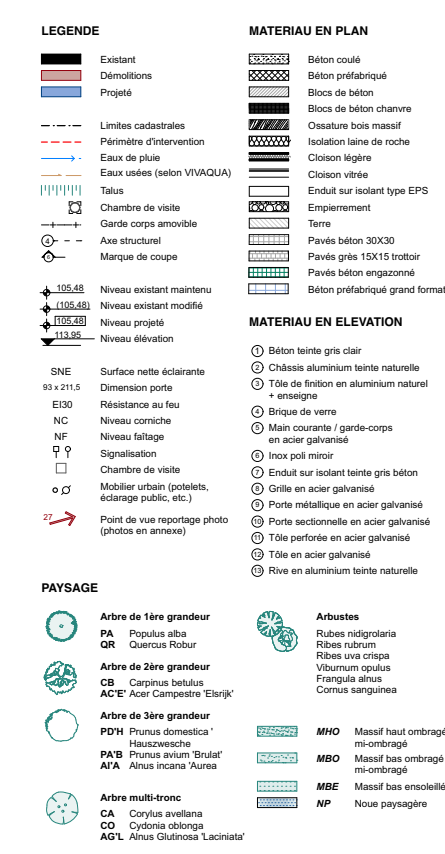 LEGENDE
Existant
Démolitions
Projeté
Limites cadastrales
Périmètre d'intervention
Eaux de pluie
Eaux usées (selon VIVAQUA)
Talus
Chambre de visite
Garde corps amovible
4 Axe structurel
6 Marque de coupe
105,48 Niveau existant maintenu
(105,48) Niveau existant modifié
105,48 Niveau projeté
113,95 Niveau élévation
SNE Surface nette éclairante
93 x 211,5 Dimension porte
EI30 Résistance au feu
NC Niveau corniche
NF Niveau faîtage
Signalisation
Chambre de visite
Mobilier urbain (potelets,
éclarage public, etc.)
27 Point de vue reportage photo
(photos en annexe)
MATERIAU EN PLAN
Béton coulé
Béton préfabriqué
Blocs de béton
Blocs de béton chanvre
Ossature bois massif
Isolation laine de roche
Cloison légère
Cloison vitrée
Enduit sur isolant type EPS
Empierrement
Terre
Pavés béton 30X30
Pavés grès 15X15 trottoir
Pavés béton engazonné
Béton préfabriqué grand format
MATERIAU EN ELEVATION
1 Béton teinte gris clair
2 Châssis aluminium teinte naturelle
3 Tôle de finition en aluminium naturel
+ enseigne
4 Brique de verre
5 Main courante / garde-corps
en acier galvanisé
6 Inox poli miroir
7 Enduit sur isolant teinte gris béton
8 Grille en acier galvanisé
9 Porte métallique en acier galvanisé
10 Porte sectionnelle en acier galvanisé
11 Tôle perforée en acier galvanisé
12 Tôle en acier galvanisé
13 Rive en aluminium teinte naturelle
PAYSAGE
Arbre de 1ère grandeur
PA Populus alba
QR Quercus Robur
Arbre de 2ère grandeur
CB Carpinus betulus
AC'E' Acer Campestre 'Elsrijk'
Arbre de 3ère grandeur
PD'H Prunus domestica '
Hauszwesche
PA'B Prunus avium 'Brulat'
AI'A Alnus incana 'Aurea
Arbre multi-tronc
CA Corylus avellana
CO Cydonia oblonga
AG'L Alnus Glutinosa 'Laciniata'
Arbustes
Rubes nidigrolaria
Ribes rubrum
Ribes uva crispa
Viburnum opulus
Frangula alnus
Cornus sanguinea
MHO Massif haut ombragé
mi-ombragé
MBO Massif bas ombragé
mi-ombragé
MBE Massif bas ensoleillé
NP Noue paysagère